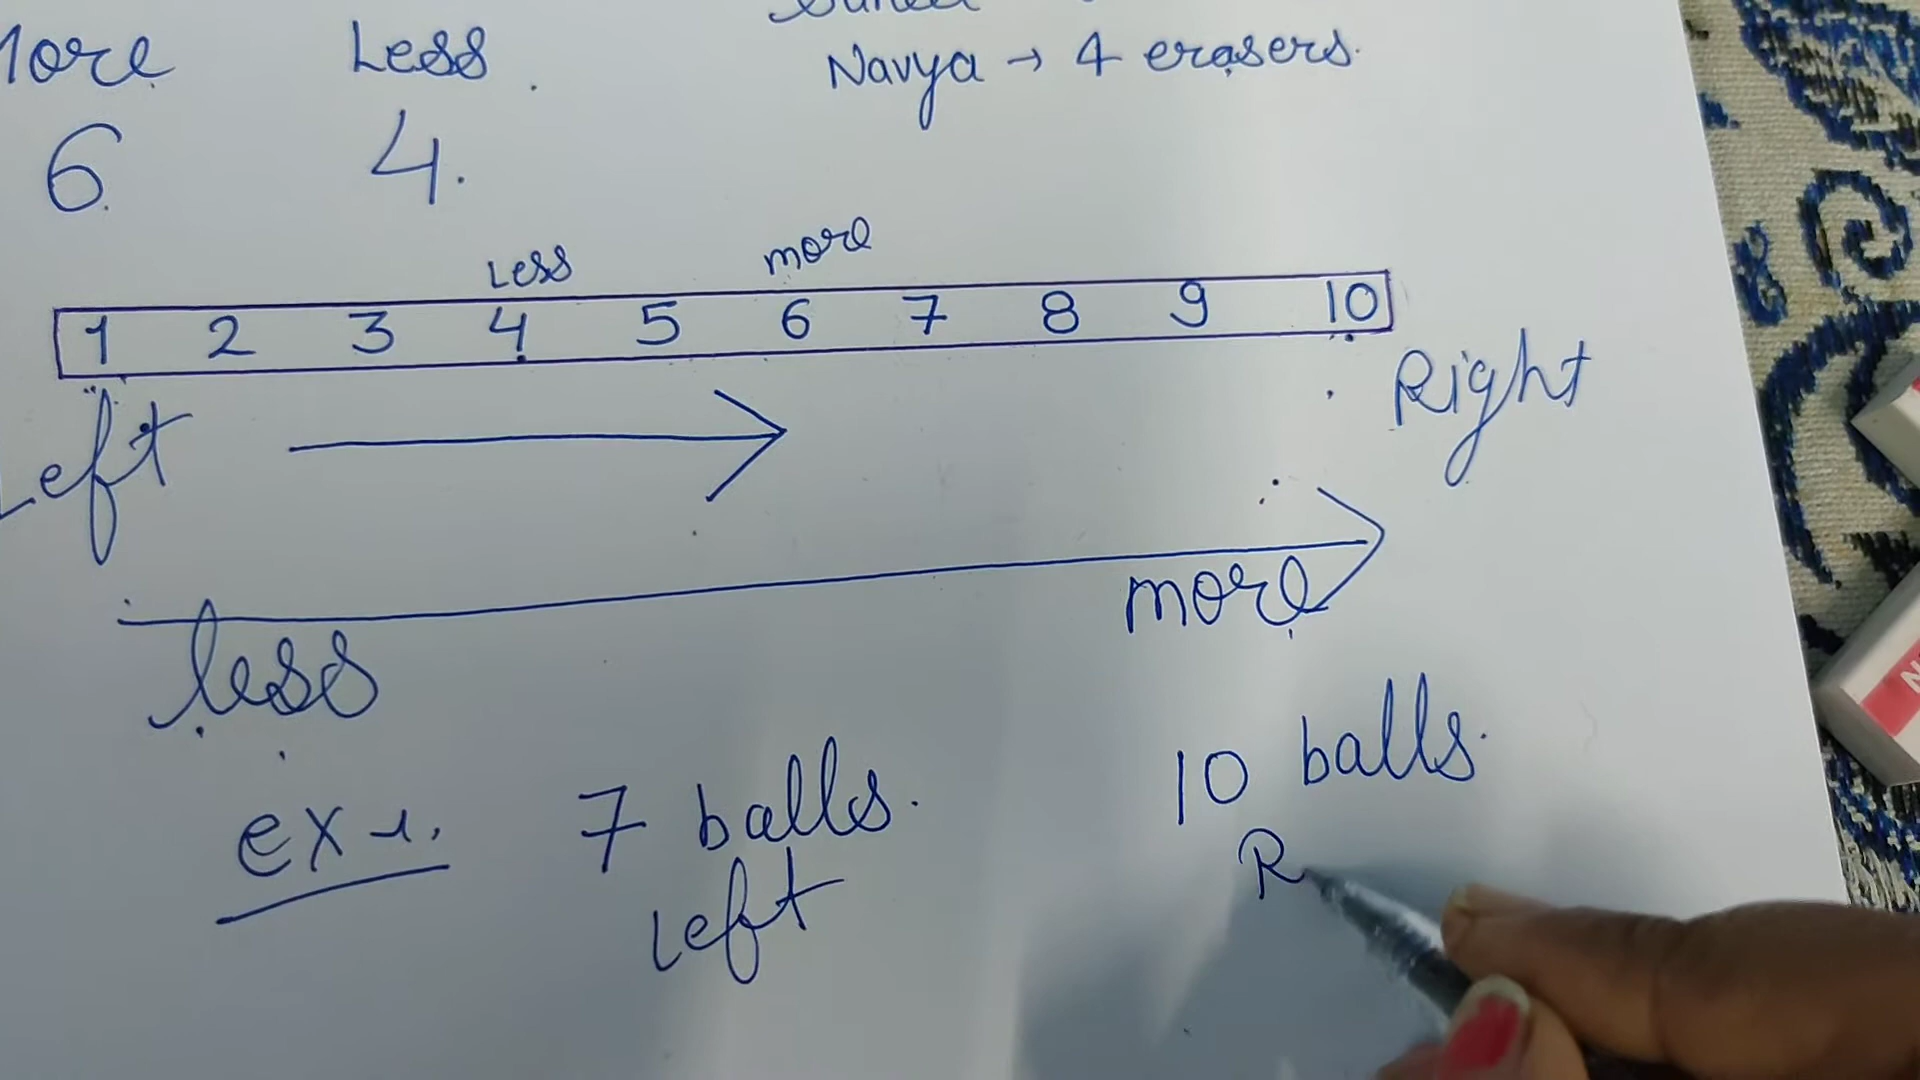 Less
Navya → 4 erasers.
6 4.
Less more
1 2 3 4 5 6 7 8 9 10
Left Right
less more
ex 1. 7 balls. 10 balls.
Left R